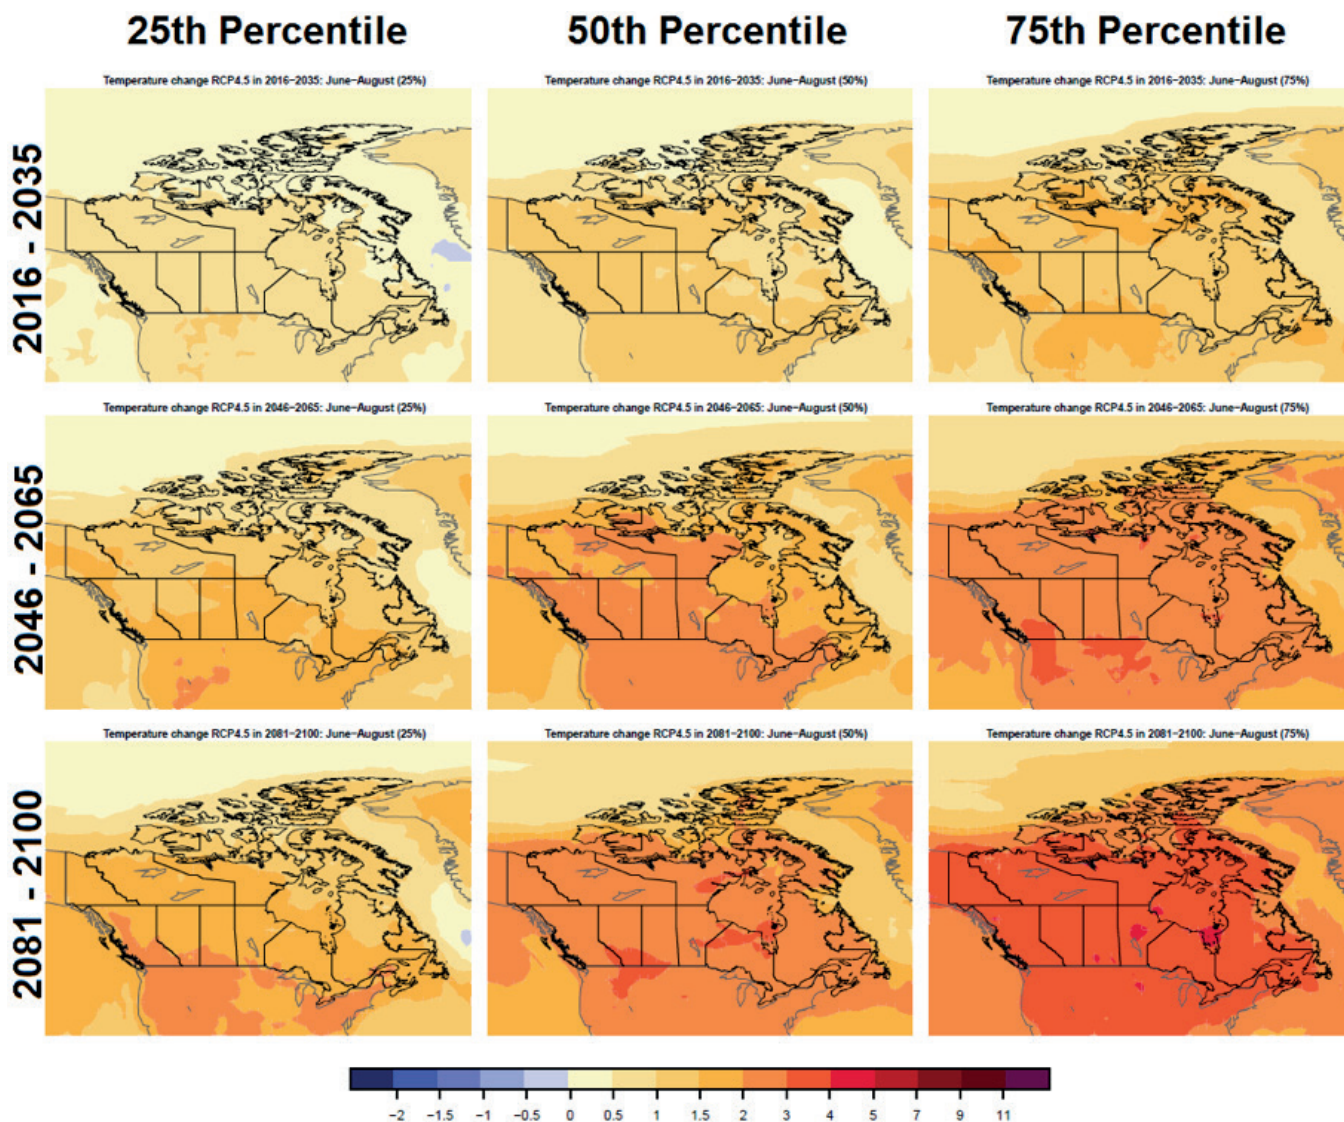 25th Percentile 50th Percentile 75th Percentile
2016 - 2035
Temperature change RCP4.5 in 2016−2035: June−August (25%)
Temperature change RCP4.5 in 2016−2035: June−August (50%)
Temperature change RCP4.5 in 2016−2035: June−August (75%)
2046 - 2065
Temperature change RCP4.5 in 2046−2065: June−August (25%)
Temperature change RCP4.5 in 2046−2065: June−August (50%)
Temperature change RCP4.5 in 2046−2065: June−August (75%)
2081 - 2100
Temperature change RCP4.5 in 2081−2100: June−August (25%)
Temperature change RCP4.5 in 2081−2100: June−August (50%)
Temperature change RCP4.5 in 2081−2100: June−August (75%)
−2 −1.5 −1 −0.5 0 0.5 1 1.5 2 3 4 5 7 9 11